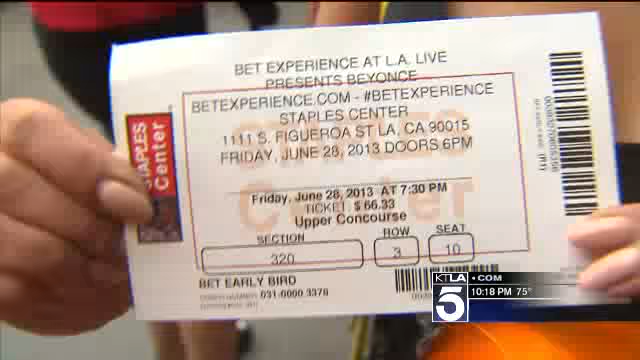 BET EXPERIENCE AT L.A. LIVE
PRESENTS BEYONCE
BETEXPERIENCE.COM - #BETEXPERIENCE
STAPLES CENTER
1111 S. FIGUEROA ST LA, CA 90015
FRIDAY, JUNE 28, 2013 DOORS 6PM
STAPLES
Center
Friday, June 28, 2013 AT 7:30 PM
TICKET: $ 66.33
Upper Concourse
SECTION ROW SEAT
320 3 10
BET EARLY BIRD
031-0000 3378
KTLA.COM
5
10:18 PM 75°